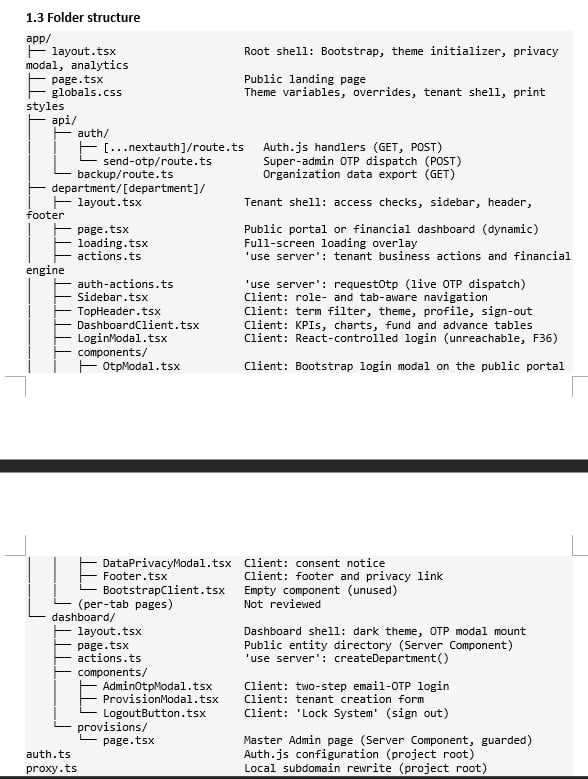 1.3 Folder structure
app/
├─ layout.tsx Root shell: Bootstrap, theme initializer, privacy
modal, analytics
├─ page.tsx Public landing page
├─ globals.css Theme variables, overrides, tenant shell, print
styles
├─ api/
│ ├─ auth/
│ │ ├─ [...nextauth]/route.ts Auth.js handlers (GET, POST)
│ │ └─ send-otp/route.ts Super-admin OTP dispatch (POST)
│ └─ backup/route.ts Organization data export (GET)
├─ department/[department]/
│ ├─ layout.tsx Tenant shell: access checks, sidebar, header,
footer
│ ├─ page.tsx Public portal or financial dashboard (dynamic)
│ ├─ loading.tsx Full-screen loading overlay
│ ├─ actions.ts 'use server': tenant business actions and financial
engine
│ ├─ auth-actions.ts 'use server': requestOtp (live OTP dispatch)
│ ├─ Sidebar.tsx Client: role- and tab-aware navigation
│ ├─ TopHeader.tsx Client: term filter, theme, profile, sign-out
│ ├─ DashboardClient.tsx Client: KPIs, charts, fund and advance tables
│ ├─ LoginModal.tsx Client: React-controlled login (unreachable, F36)
│ ├─ components/
│ │ ├─ OtpModal.tsx Client: Bootstrap login modal on the public portal
│ │ ├─ DataPrivacyModal.tsx Client: consent notice
│ │ ├─ Footer.tsx Client: footer and privacy link
│ │ └─ BootstrapClient.tsx Empty component (unused)
│ └─ (per-tab pages) Not reviewed
└─ dashboard/
├─ layout.tsx Dashboard shell: dark theme, OTP modal mount
├─ page.tsx Public entity directory (Server Component)
├─ actions.ts 'use server': createDepartment()
├─ components/
│ ├─ AdminOtpModal.tsx Client: two-step email-OTP login
│ ├─ ProvisionModal.tsx Client: tenant creation form
│ └─ LogoutButton.tsx Client: 'Lock System' (sign out)
└─ provisions/
└─ page.tsx Master Admin page (Server Component, guarded)
auth.ts Auth.js configuration (project root)
proxy.ts Local subdomain rewrite (project root)